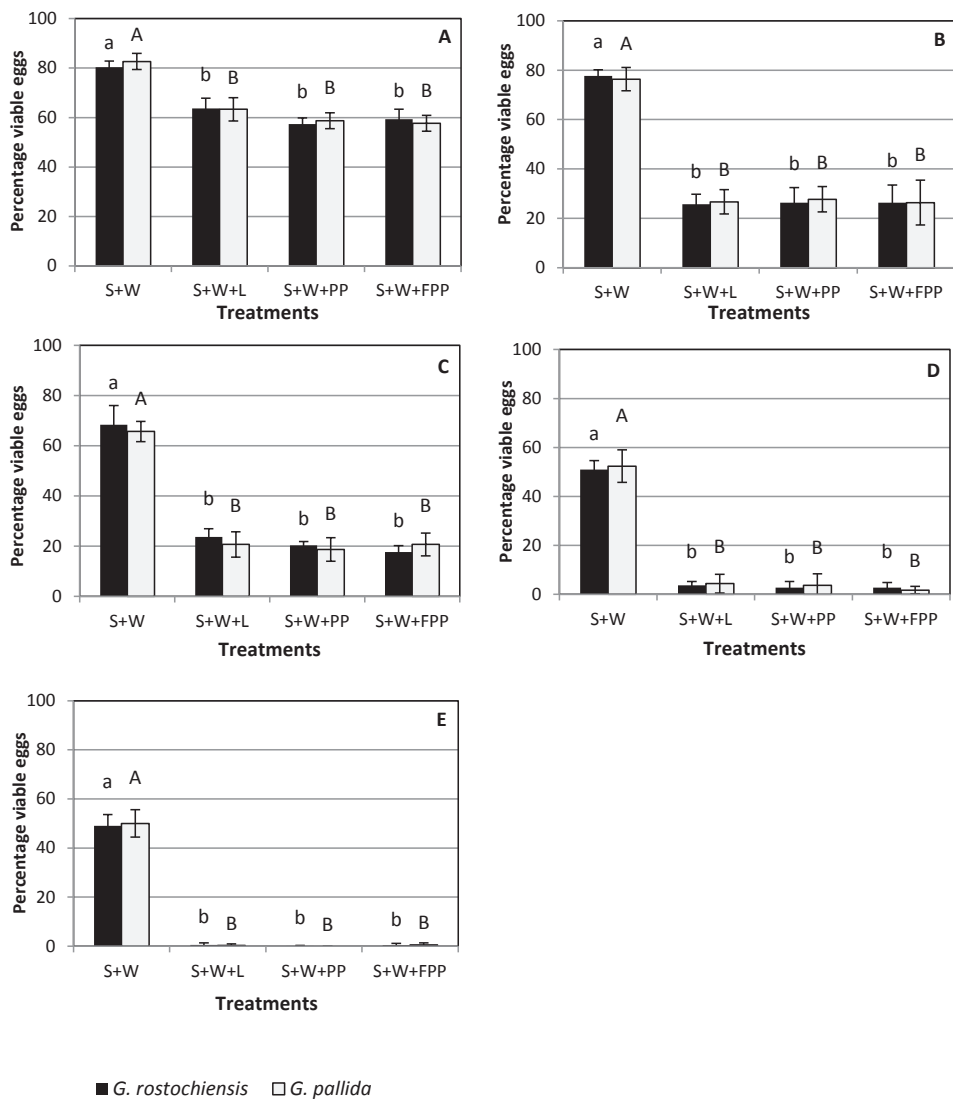 Percentage viable eggs
100
80
60
40
20
0
A
a A
b B
b B
b B
S+W S+W+L S+W+PP S+W+FPP
Treatments
Percentage viable eggs
100
80
60
40
20
0
B
a A
b B
b B
b B
S+W S+W+L S+W+PP S+W+FPP
Treatments
Percentage viable eggs
100
80
60
40
20
0
C
a A
b B
b B
b B
S+W S+W+L S+W+PP S+W+FPP
Treatments
Percentage viable eggs
100
80
60
40
20
0
D
a A
b B
b B
b B
S+W S+W+L S+W+PP S+W+FPP
Treatments
Percentage viable eggs
100
80
60
40
20
0
E
a A
b B
b B
b B
S+W S+W+L S+W+PP S+W+FPP
Treatments
G. rostochiensis G. pallida